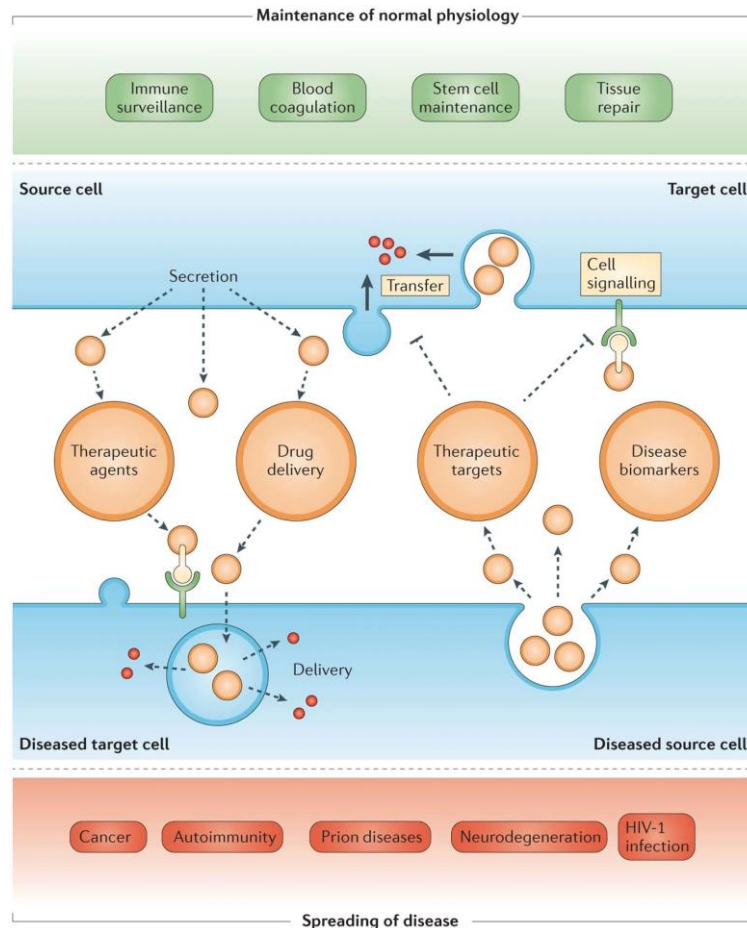 Maintenance of normal physiology
Immune
surveillance
Blood
coagulation
Stem cell
maintenance
Tissue
repair
Source cell
Target cell
Secretion
Transfer
Cell
signalling
Therapeutic
agents
Drug
delivery
Therapeutic
targets
Disease
biomarkers
Delivery
Diseased target cell
Diseased source cell
Cancer
Autoimmunity
Prion diseases
Neurodegeneration
HIV-1
infection
Spreading of disease